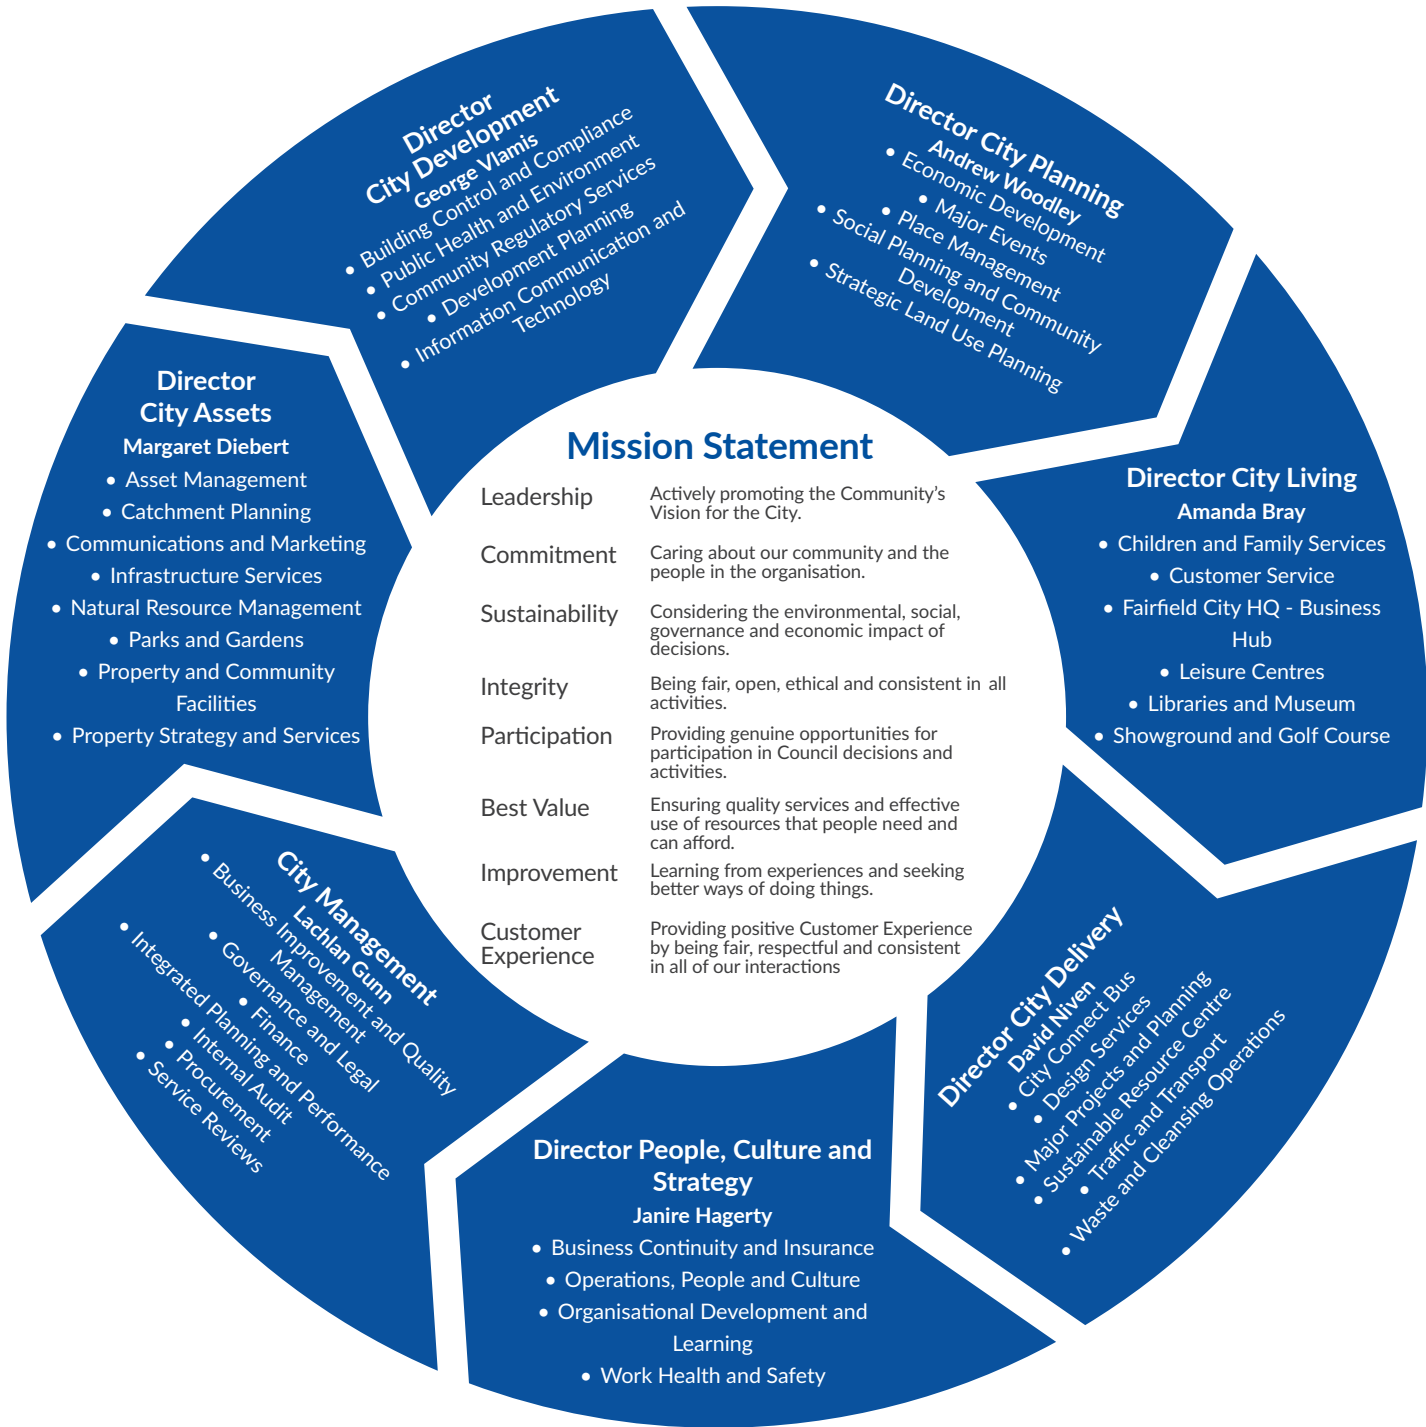 Director
City Development
George Vlamis
• Building Control and Compliance
• Public Health and Environment
• Community Regulatory Services
• Development Planning
• Information Communication and
Technology
Director City Planning
Andrew Woodley
• Economic Development
• Major Events
• Place Management
• Social Planning and Community
Development
• Strategic Land Use Planning
Director City Living
Amanda Bray
• Children and Family Services
• Customer Service
• Fairfield City HQ - Business
Hub
• Leisure Centres
• Libraries and Museum
• Showground and Golf Course
Director City Delivery
David Niven
• City Connect Bus
• Design Services
• Major Projects and Planning
• Sustainable Resource Centre
• Traffic and Transport
• Waste and Cleansing Operations
Director People, Culture and
Strategy
Janire Hagerty
• Business Continuity and Insurance
• Operations, People and Culture
• Organisational Development and
Learning
• Work Health and Safety
City Management
Lachlan Gunn
• Business Improvement and Quality
Management
• Governance and Legal
• Finance
• Integrated Planning and Performance
• Internal Audit
• Procurement
• Service Reviews
Director
City Assets
Margaret Diebert
• Asset Management
• Catchment Planning
• Communications and Marketing
• Infrastructure Services
• Natural Resource Management
• Parks and Gardens
• Property and Community
Facilities
• Property Strategy and Services
Mission Statement
Leadership
Actively promoting the Community's
Vision for the City.
Commitment
Caring about our community and the
people in the organisation.
Sustainability
Considering the environmental, social,
governance and economic impact of
decisions.
Integrity
Being fair, open, ethical and consistent in all
activities.
Participation
Providing genuine opportunities for
participation in Council decisions and
activities.
Best Value
Ensuring quality services and effective
use of resources that people need and
can afford.
Improvement
Learning from experiences and seeking
better ways of doing things.
Customer
Experience
Providing positive Customer Experience
by being fair, respectful and consistent
in all of our interactions